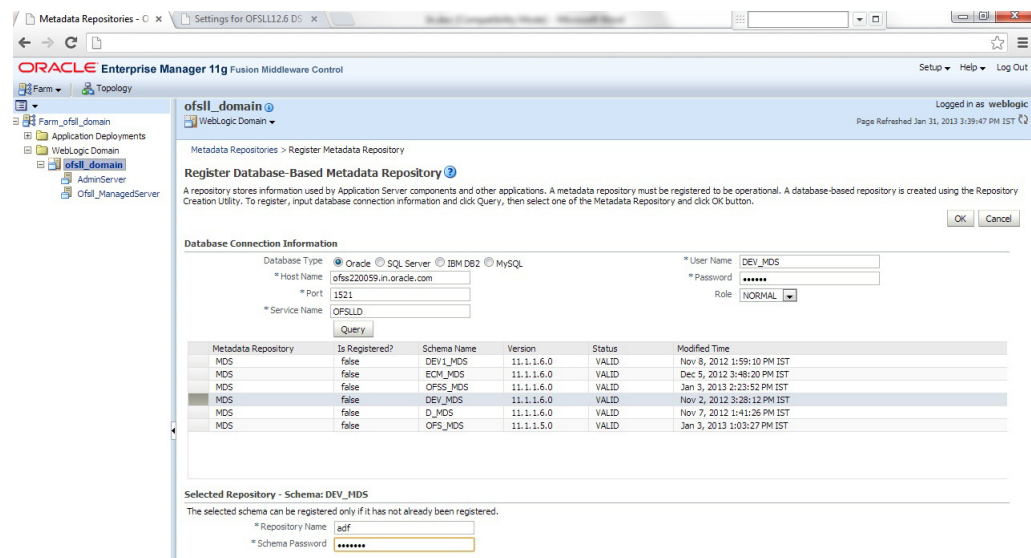 Metadata Repositories - O ×
Settings for OFSLL12.6 DS ×
ORACLE Enterprise Manager 11g Fusion Middleware Control
Setup Help Log Out
Farm Topology
Farm_ofsll_domain
Application Deployments
WebLogic Domain
ofsll_domain
AdminServer
Ofsll_ManagedServer
ofsll_domain
WebLogic Domain
Logged in as weblogic
Page Refreshed Jan 31, 2013 3:39:47 PM IST
Metadata Repositories > Register Metadata Repository
Register Database-Based Metadata Repository
A repository stores information used by Application Server components and other applications. A metadata repository must be registered to be operational. A database-based repository is created using the Repository
Creation Utility. To register, input database connection information and click Query, then select one of the Metadata Repository and click OK button.
OK Cancel
Database Connection Information
Database Type Oracle SQL Server IBM DB2 MySQL
* Host Name ofss220059.in.oracle.com
* Port 1521
* Service Name OFSLLD
Query
* User Name DEV_MDS
* Password ••••••
Role NORMAL
Metadata Repository Is Registered? Schema Name Version Status Modified Time
MDS false DEV1_MDS 11.1.1.6.0 VALID Nov 8, 2012 1:59:10 PM IST
MDS false ECM_MDS 11.1.1.6.0 VALID Dec 5, 2012 3:48:20 PM IST
MDS false OFSS_MDS 11.1.1.6.0 VALID Jan 3, 2013 2:23:52 PM IST
MDS false DEV_MDS 11.1.1.6.0 VALID Nov 2, 2012 3:28:12 PM IST
MDS false D_MDS 11.1.1.6.0 VALID Nov 7, 2012 1:41:26 PM IST
MDS false OFS_MDS 11.1.1.5.0 VALID Jan 3, 2013 1:03:27 PM IST
Selected Repository - Schema: DEV_MDS
The selected schema can be registered only if it has not already been registered.
* Repository Name adf
* Schema Password •••••••